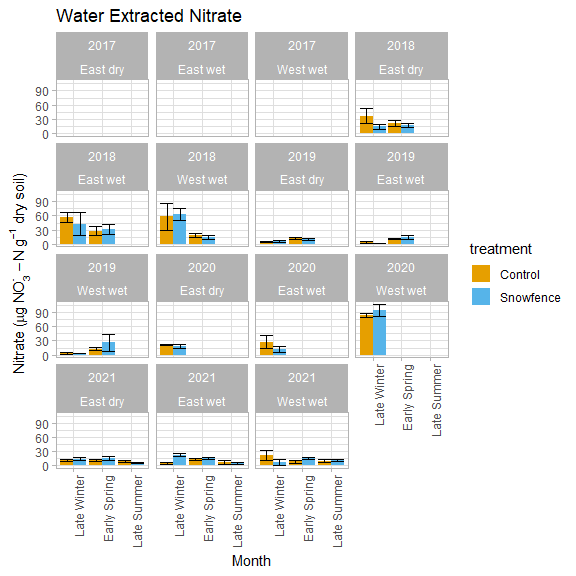 Water Extracted Nitrate
2017 2017 2017 2018
East dry East wet West wet East dry
90
60
30
0
2018 2018 2019 2019
East wet West wet East dry East wet
90
60
30
0
2019 2020 2020 2020
West wet East dry East wet West wet
90
60
30
0
2021 2021 2021
East dry East wet West wet
90
60
30
0
Late Winter Early Spring Late Summer
Late Winter Early Spring Late Summer
Late Winter Early Spring Late Summer
Late Winter Early Spring Late Summer
Month
Nitrate (μg NO₃⁻ − N g⁻¹ dry soil)
treatment
Control
Snowfence